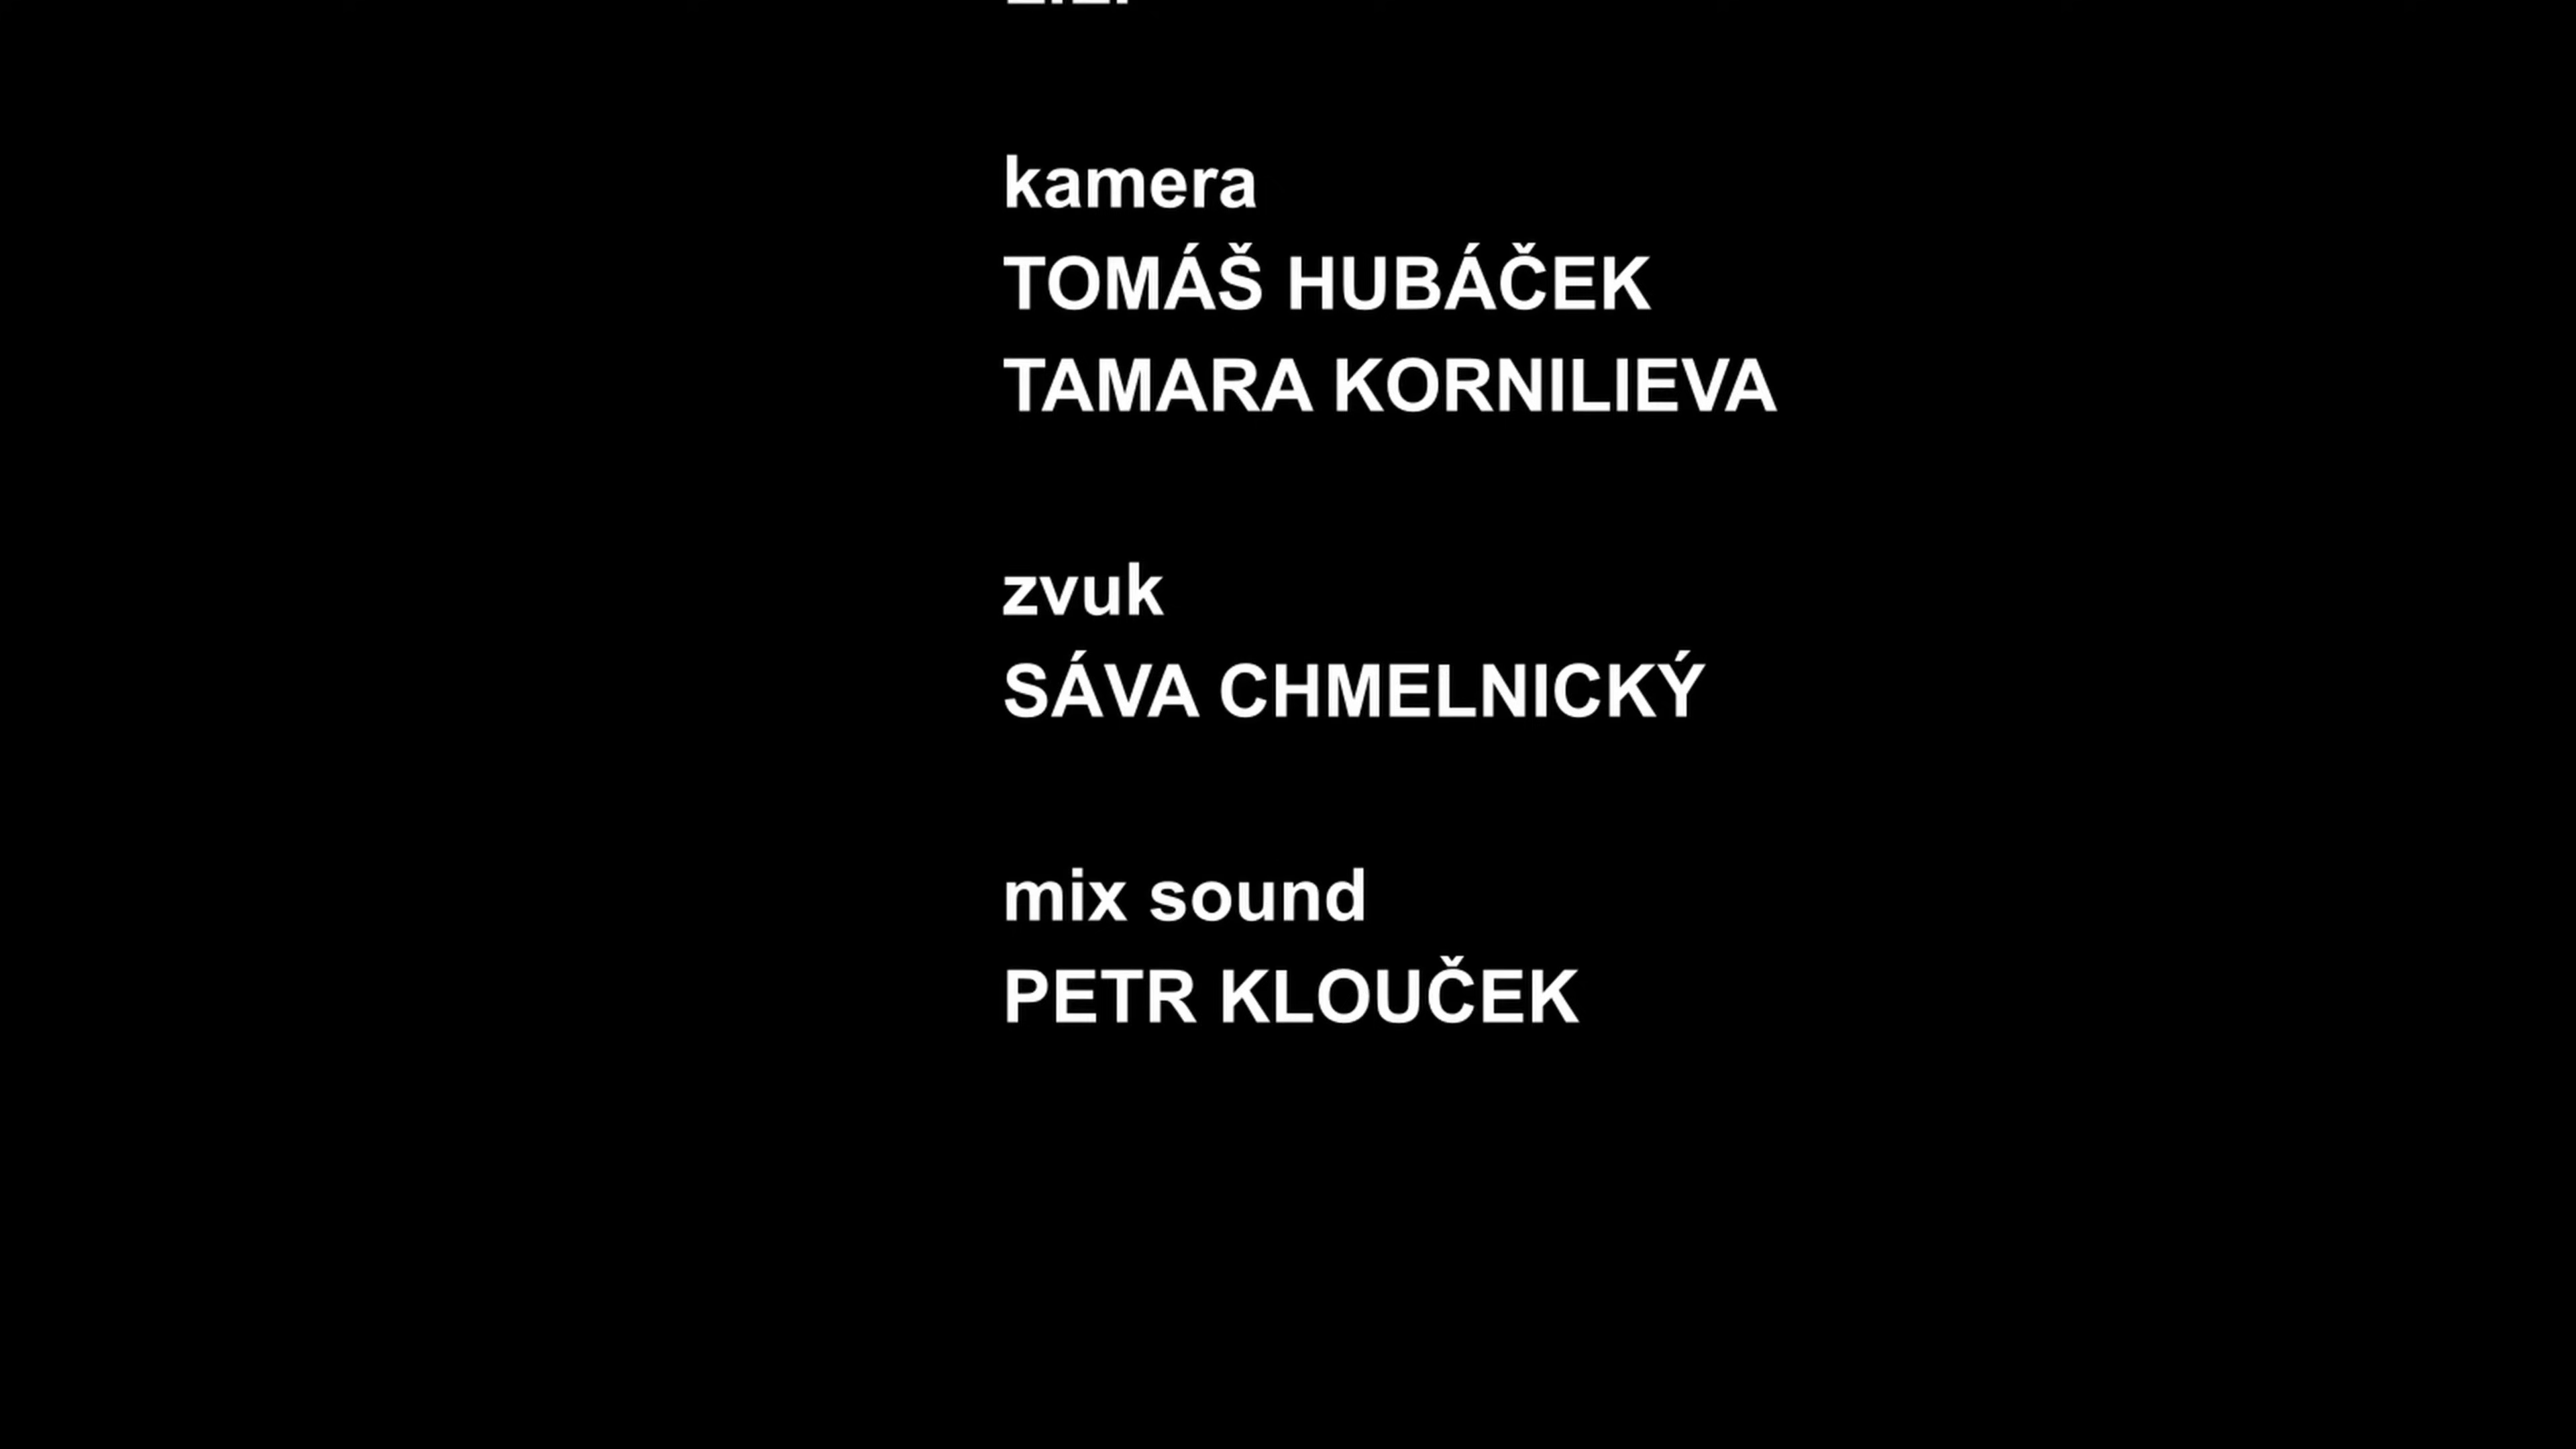 kamera
TOMÁŠ HUBÁČEK
TAMARA KORNILIEVA
zvuk
SÁVA CHMELNICKÝ
mix sound
PETR KLOUČEK